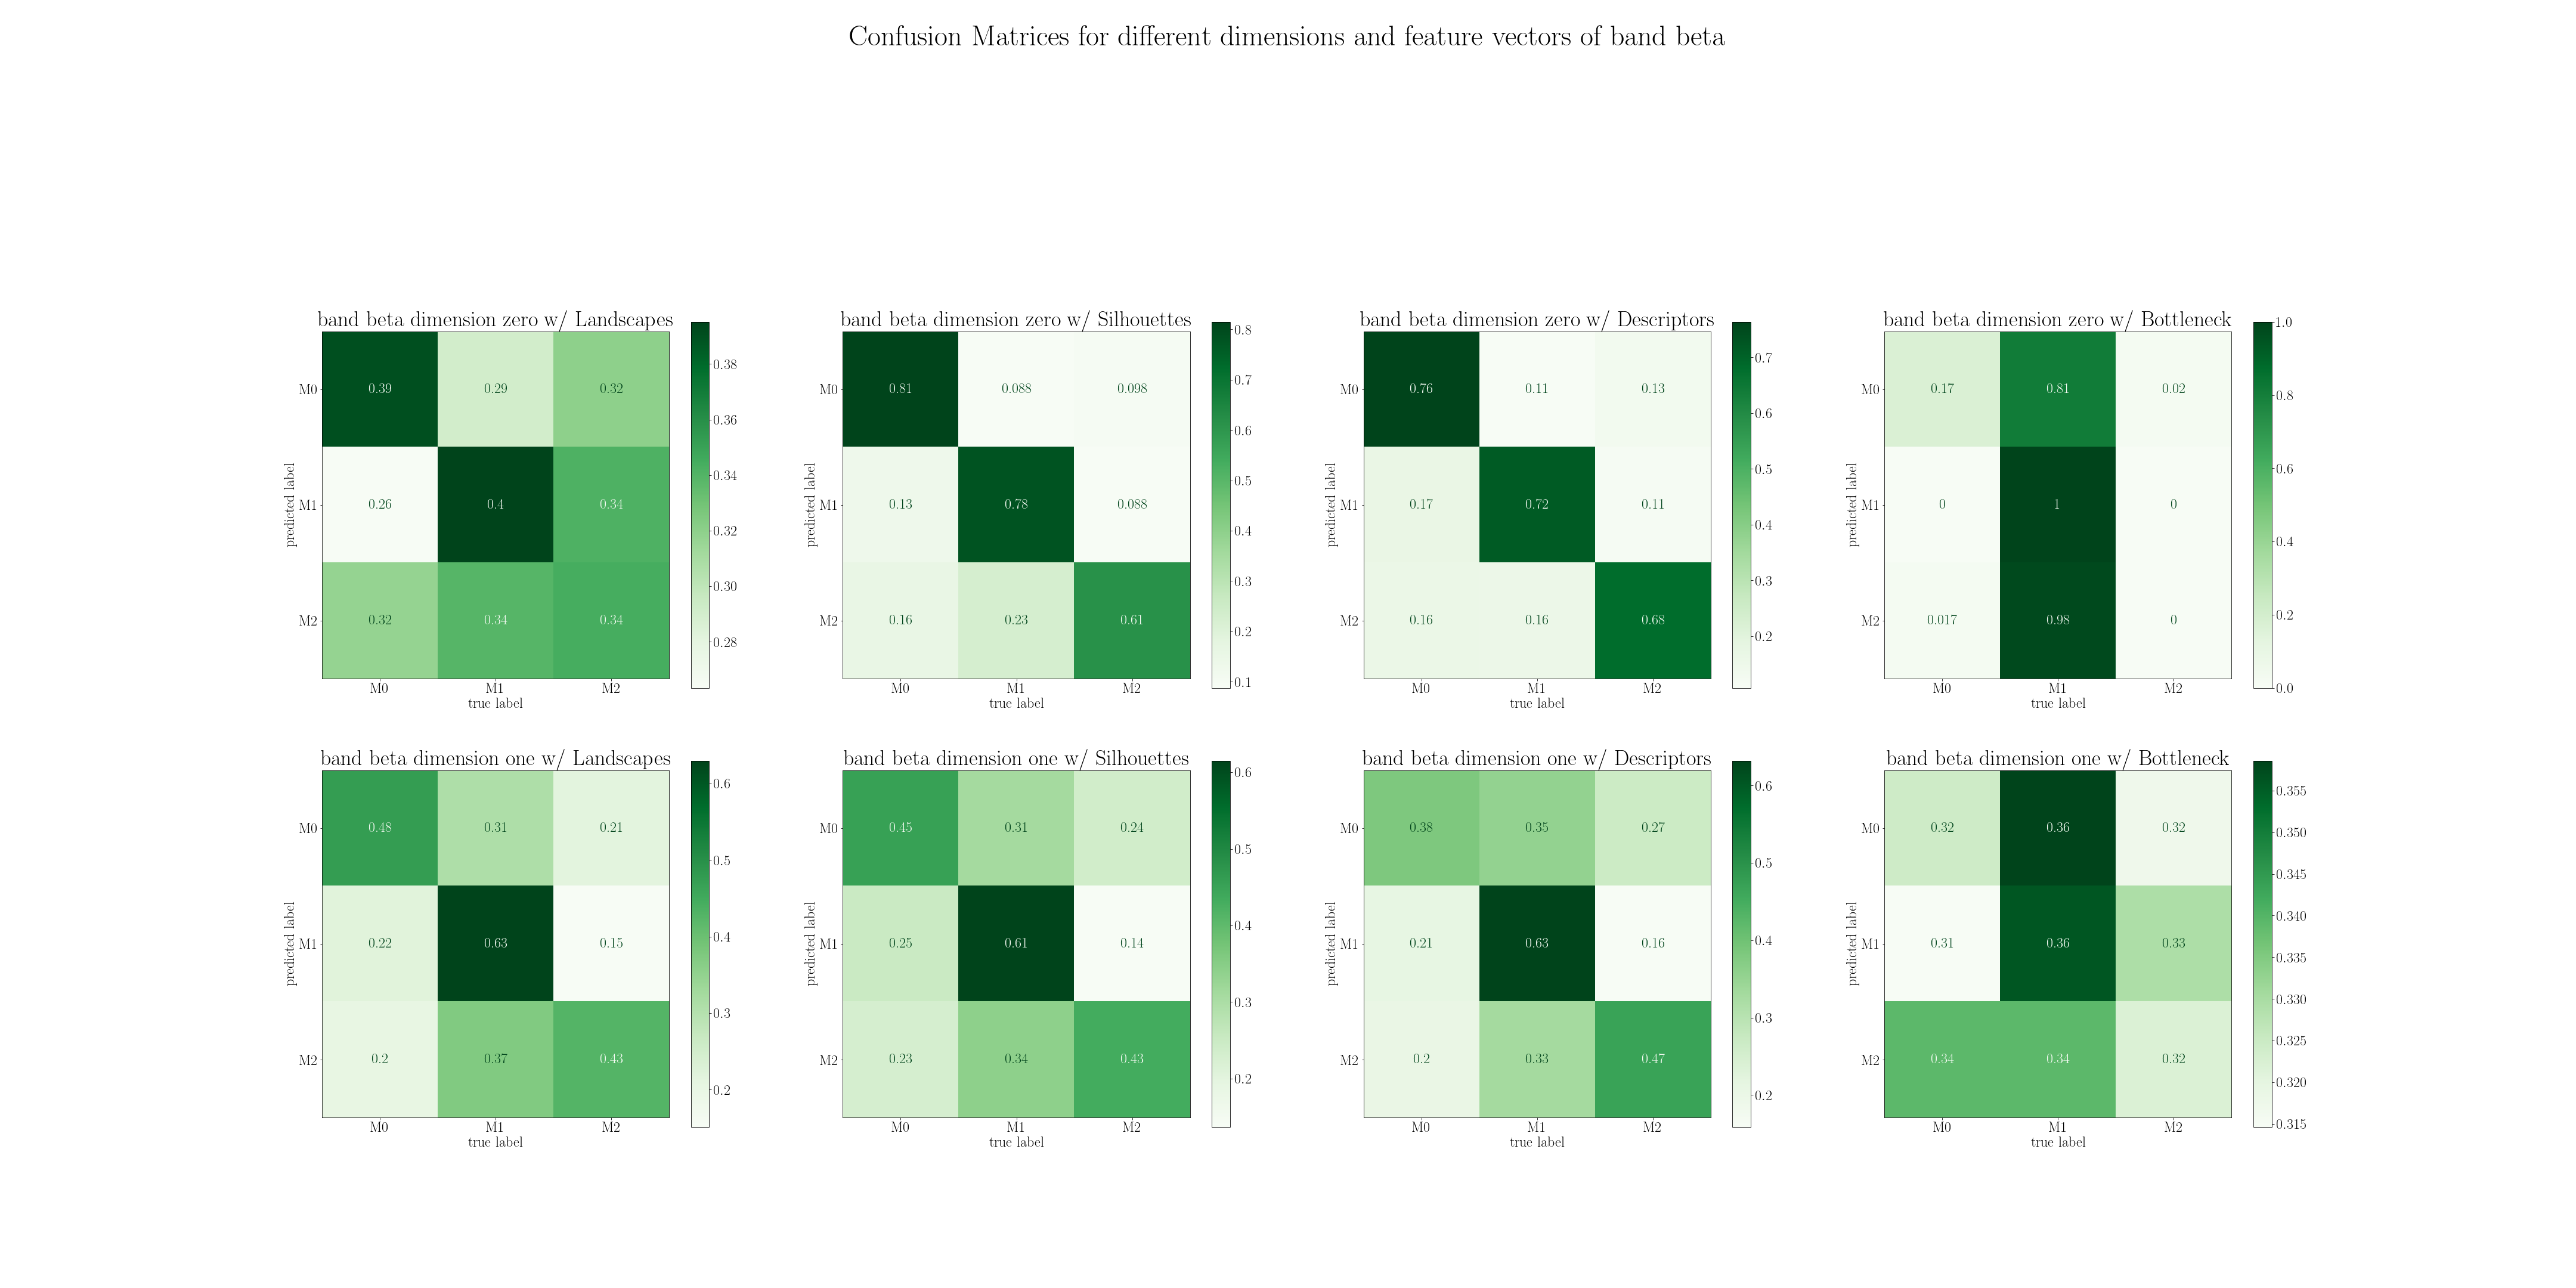 Confusion Matrices for different dimensions and feature vectors of band beta
band beta dimension zero w/ Landscapes
predicted label
M0 0.39 0.29 0.32
M1 0.26 0.4 0.34
M2 0.32 0.34 0.34
M0 M1 M2
true label
0.38
0.36
0.34
0.32
0.30
0.28
band beta dimension zero w/ Silhouettes
predicted label
M0 0.81 0.088 0.098
M1 0.13 0.78 0.088
M2 0.16 0.23 0.61
M0 M1 M2
true label
0.8
0.7
0.6
0.5
0.4
0.3
0.2
0.1
band beta dimension zero w/ Descriptors
predicted label
M0 0.76 0.11 0.13
M1 0.17 0.72 0.11
M2 0.16 0.16 0.68
M0 M1 M2
true label
0.7
0.6
0.5
0.4
0.3
0.2
band beta dimension zero w/ Bottleneck
predicted label
M0 0.17 0.81 0.02
M1 0 1 0
M2 0.017 0.98 0
M0 M1 M2
true label
1.0
0.8
0.6
0.4
0.2
0.0
band beta dimension one w/ Landscapes
predicted label
M0 0.48 0.31 0.21
M1 0.22 0.63 0.15
M2 0.2 0.37 0.43
M0 M1 M2
true label
0.6
0.5
0.4
0.3
0.2
band beta dimension one w/ Silhouettes
predicted label
M0 0.45 0.31 0.24
M1 0.25 0.61 0.14
M2 0.23 0.34 0.43
M0 M1 M2
true label
0.6
0.5
0.4
0.3
0.2
band beta dimension one w/ Descriptors
predicted label
M0 0.38 0.35 0.27
M1 0.21 0.63 0.16
M2 0.2 0.33 0.47
M0 M1 M2
true label
0.6
0.5
0.4
0.3
0.2
band beta dimension one w/ Bottleneck
predicted label
M0 0.32 0.36 0.32
M1 0.31 0.36 0.33
M2 0.34 0.34 0.32
M0 M1 M2
true label
0.355
0.350
0.345
0.340
0.335
0.330
0.325
0.320
0.315